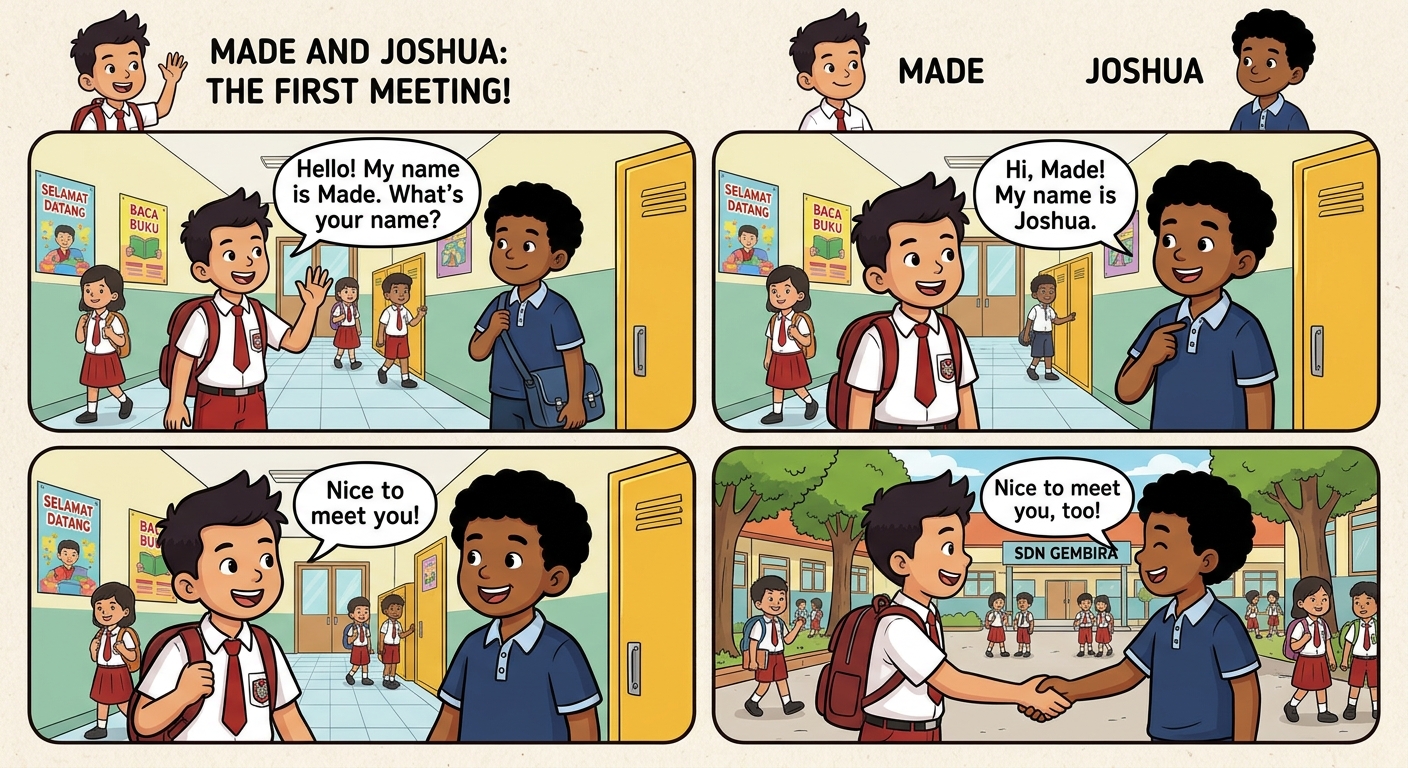 MADE AND JOSHUA:
THE FIRST MEETING!
MADE
JOSHUA
SELAMAT
DATANG
BACA
BUKU
Hello! My name
is Made. What's
your name?
SELAMAT
DATANG
BACA
BUKU
Hi, Made!
My name is
Joshua.
SELAMAT
DATANG
BA
BU
Nice to
meet you!
Nice to meet
you, too!
SDN GEMBIRA